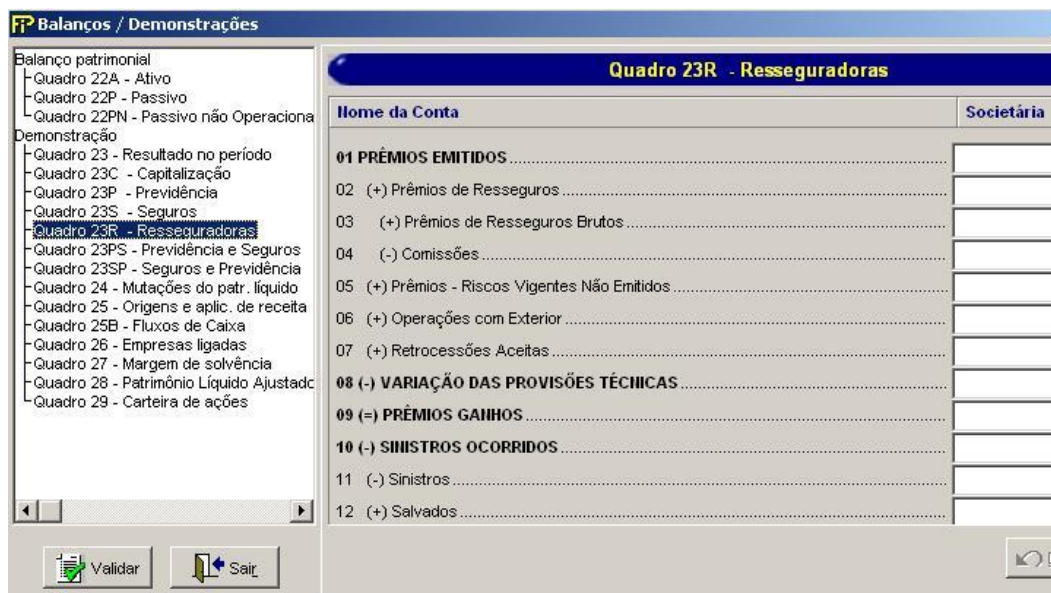 FIP Balanços / Demonstrações
Balanço patrimonial
Quadro 22A - Ativo
Quadro 22P - Passivo
Quadro 22PN - Passivo não Operaciona
Demonstração
Quadro 23 - Resultado no período
Quadro 23C - Capitalização
Quadro 23P - Previdência
Quadro 23S - Seguros
Quadro 23R - Resseguradoras
Quadro 23PS - Previdência e Seguros
Quadro 23SP - Seguros e Previdência
Quadro 24 - Mutações do patr. líquido
Quadro 25 - Origens e aplic. de receita
Quadro 25B - Fluxos de Caixa
Quadro 26 - Empresas ligadas
Quadro 27 - Margem de solvência
Quadro 28 - Patrimônio Líquido Ajustado
Quadro 29 - Carteira de ações
Validar
Sair
Quadro 23R - Resseguradoras
Nome da Conta Societária
01 PRÊMIOS EMITIDOS
02 (+) Prêmios de Resseguros
03 (+) Prêmios de Resseguros Brutos
04 (-) Comissões
05 (+) Prêmios - Riscos Vigentes Não Emitidos
06 (+) Operações com Exterior
07 (+) Retrocessões Aceitas
08 (-) VARIAÇÃO DAS PROVISÕES TÉCNICAS
09 (=) PRÊMIOS GANHOS
10 (-) SINISTROS OCORRIDOS
11 (-) Sinistros
12 (+) Salvados